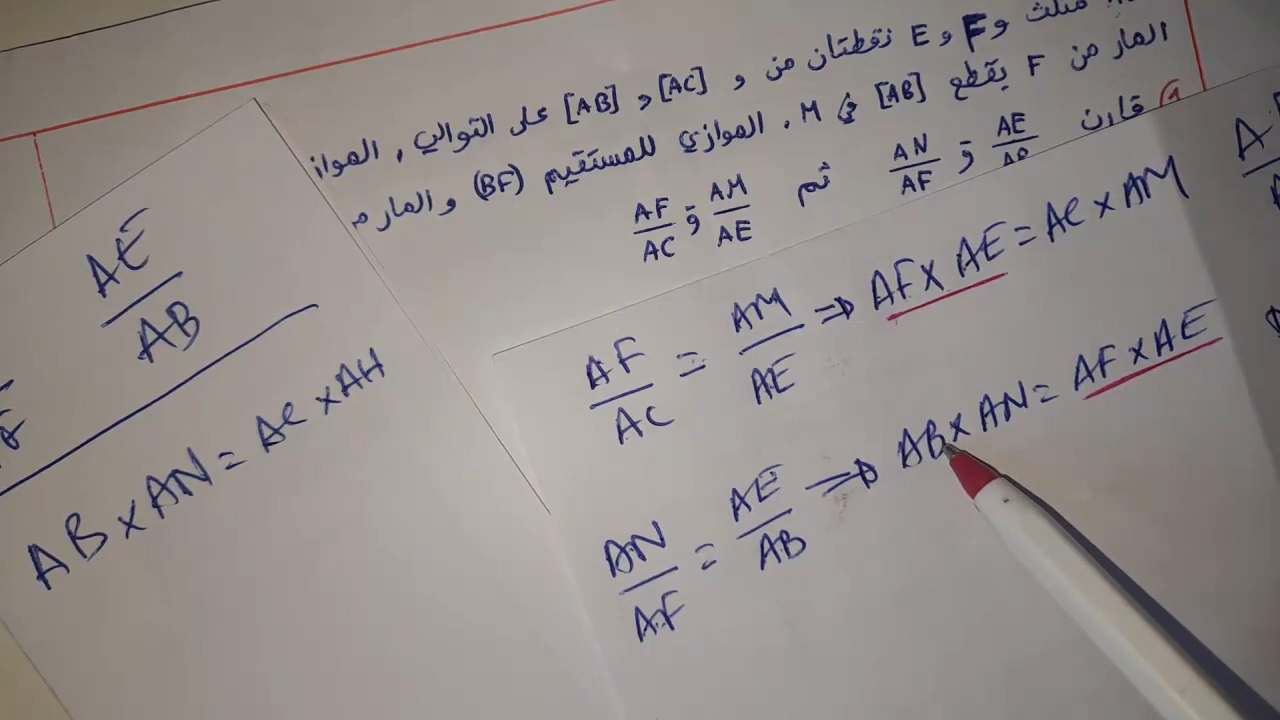 مثلث و F و E نقطتان من و [AC] و [AB] على التوالي , المواز
المار من F يقطع [AB] في M . الموازي للمستقيم (BF) و المار م
قارن AE/AB و AN/AF ثم AM/AE و AF/AC
AF/AC = AM/AE ⇒ AF × AE = AC × AM
AN/AF = AE/AB ⇒ AB × AN = AF × AE
AE/AB
AB × AN = AC × AH